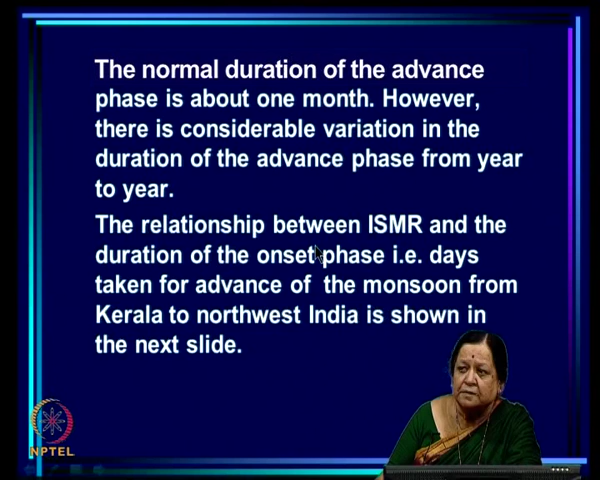 The normal duration of the advance
phase is about one month. However,
there is considerable variation in the
duration of the advance phase from year
to year.
The relationship between ISMR and the
duration of the onset phase i.e. days
taken for advance of the monsoon from
Kerala to northwest India is shown in
the next slide.
NPTEL